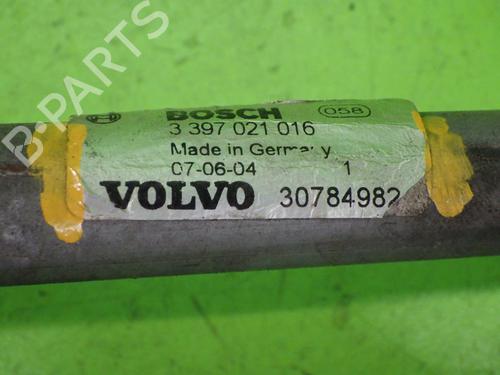 BOSCH
058
3 397 021 016
Made in Germany
07-06-04 1
VOLVO 30784982
B-Parts